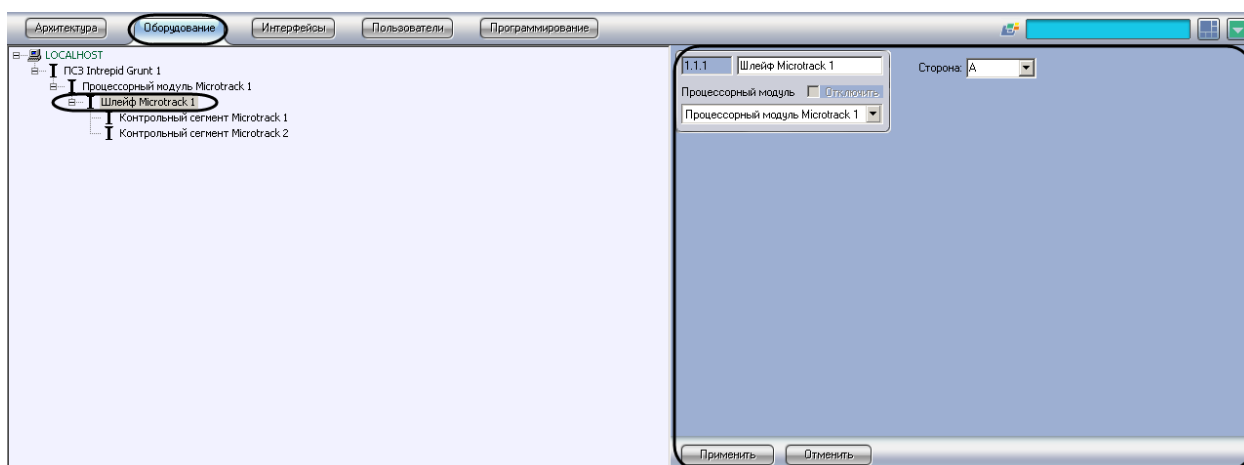 Архитектура Оборудование Интерфейсы Пользователи Программирование
LOCALHOST
ПСЗ Intrepid Grunt 1
Процессорный модуль Microtrack 1
Шлейф Microtrack 1
Контрольный сегмент Microtrack 1
Контрольный сегмент Microtrack 2
1.1.1 Шлейф Microtrack 1
Сторона: A
Процессорный модуль Отключить
Процессорный модуль Microtrack 1
Применить Отменить